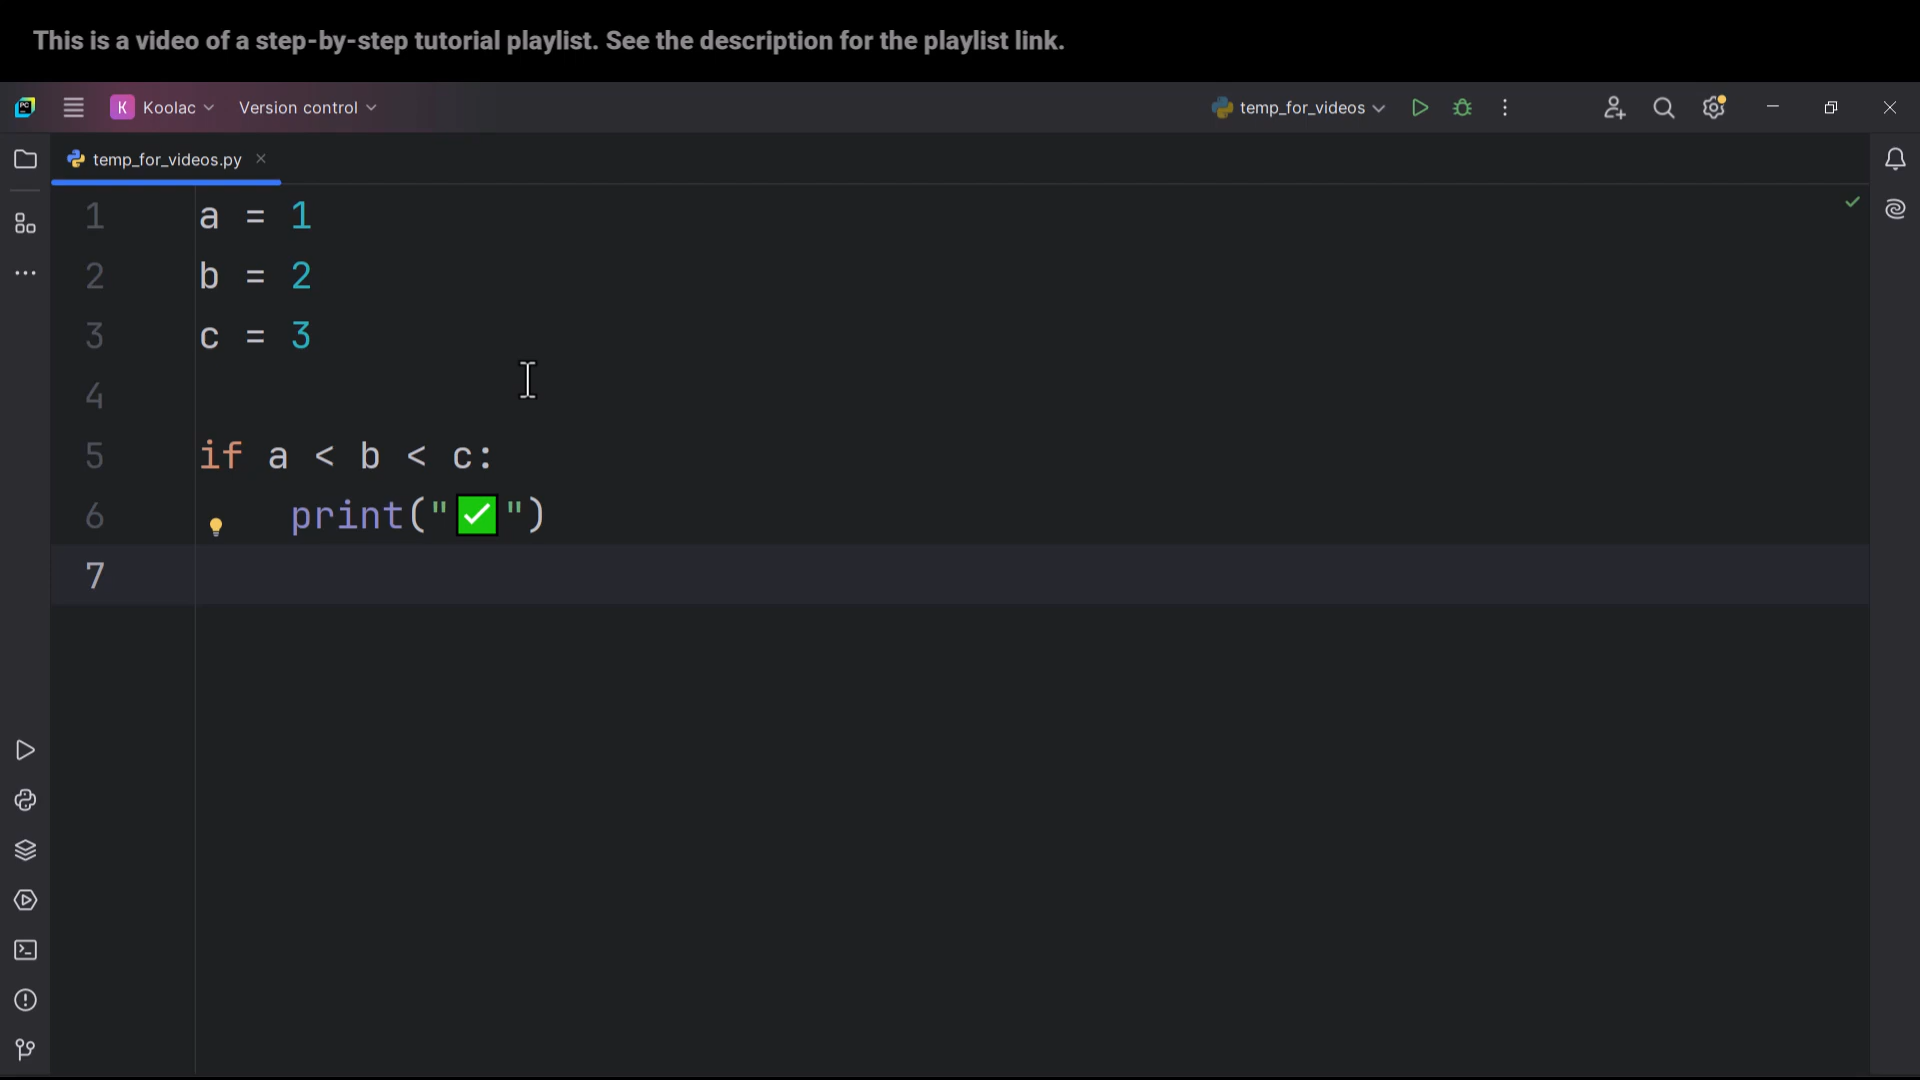 This is a video of a step-by-step tutorial playlist. See the description for the playlist link.
K Koolac Version control temp_for_videos
temp_for_videos.py
1 a = 1
2 b = 2
3 c = 3
4
5 if a < b < c:
6     print("✅")
7